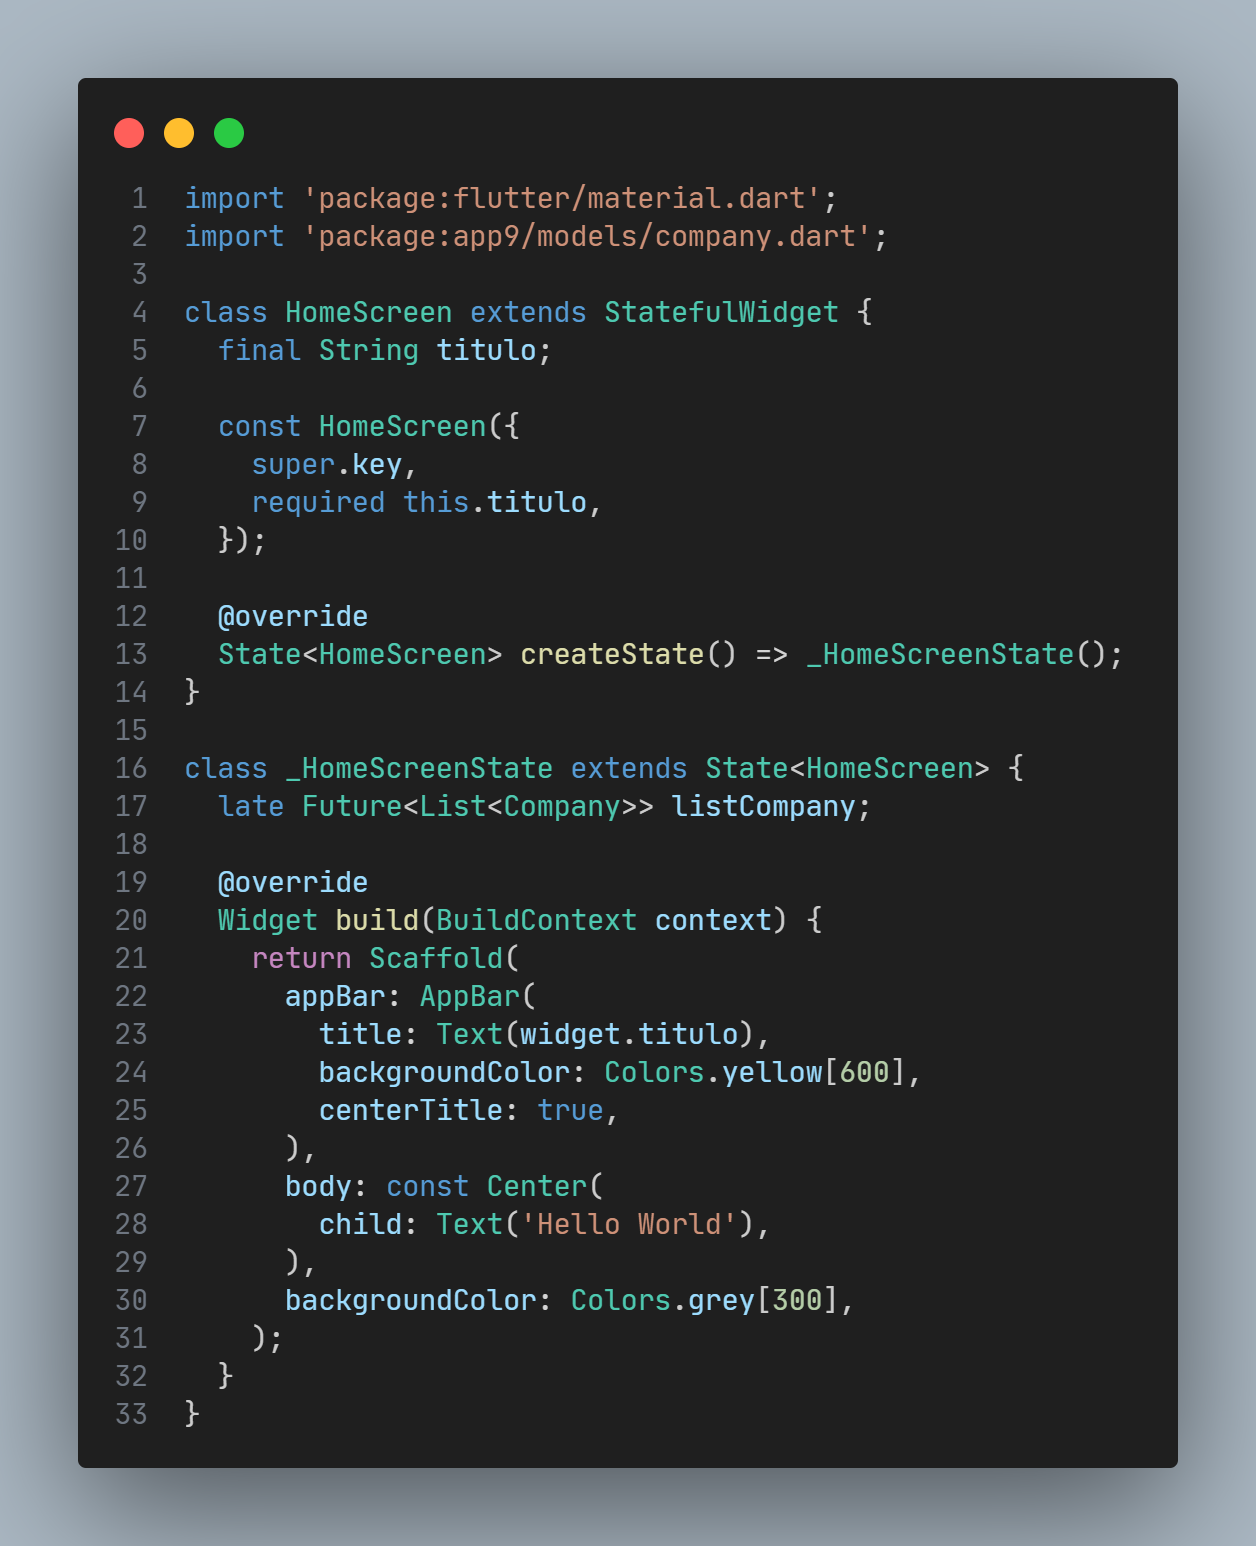 1 import 'package:flutter/material.dart';
2 import 'package:app9/models/company.dart';
3
4 class HomeScreen extends StatefulWidget {
5   final String titulo;
6
7   const HomeScreen({
8     super.key,
9     required this.titulo,
10   });
11
12   @override
13   State<HomeScreen> createState() => _HomeScreenState();
14 }
15
16 class _HomeScreenState extends State<HomeScreen> {
17   late Future<List<Company>> listCompany;
18
19   @override
20   Widget build(BuildContext context) {
21     return Scaffold(
22       appBar: AppBar(
23         title: Text(widget.titulo),
24         backgroundColor: Colors.yellow[600],
25         centerTitle: true,
26       ),
27       body: const Center(
28         child: Text('Hello World'),
29       ),
30       backgroundColor: Colors.grey[300],
31     );
32   }
33 }